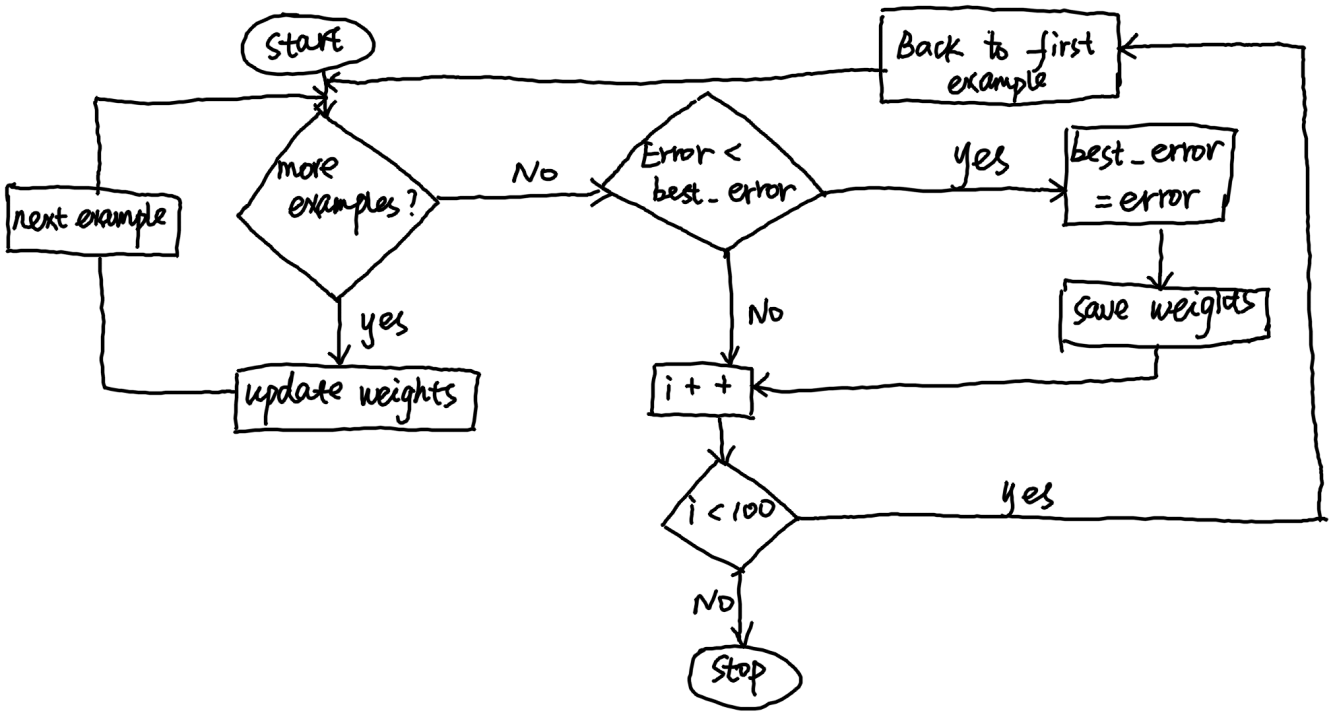 Start
Back to first
example
more
examples?
No
Error <
best_error
yes
best_error
= error
next example
yes
No
save weights
update weights
i + +
i < 100
yes
No
Stop